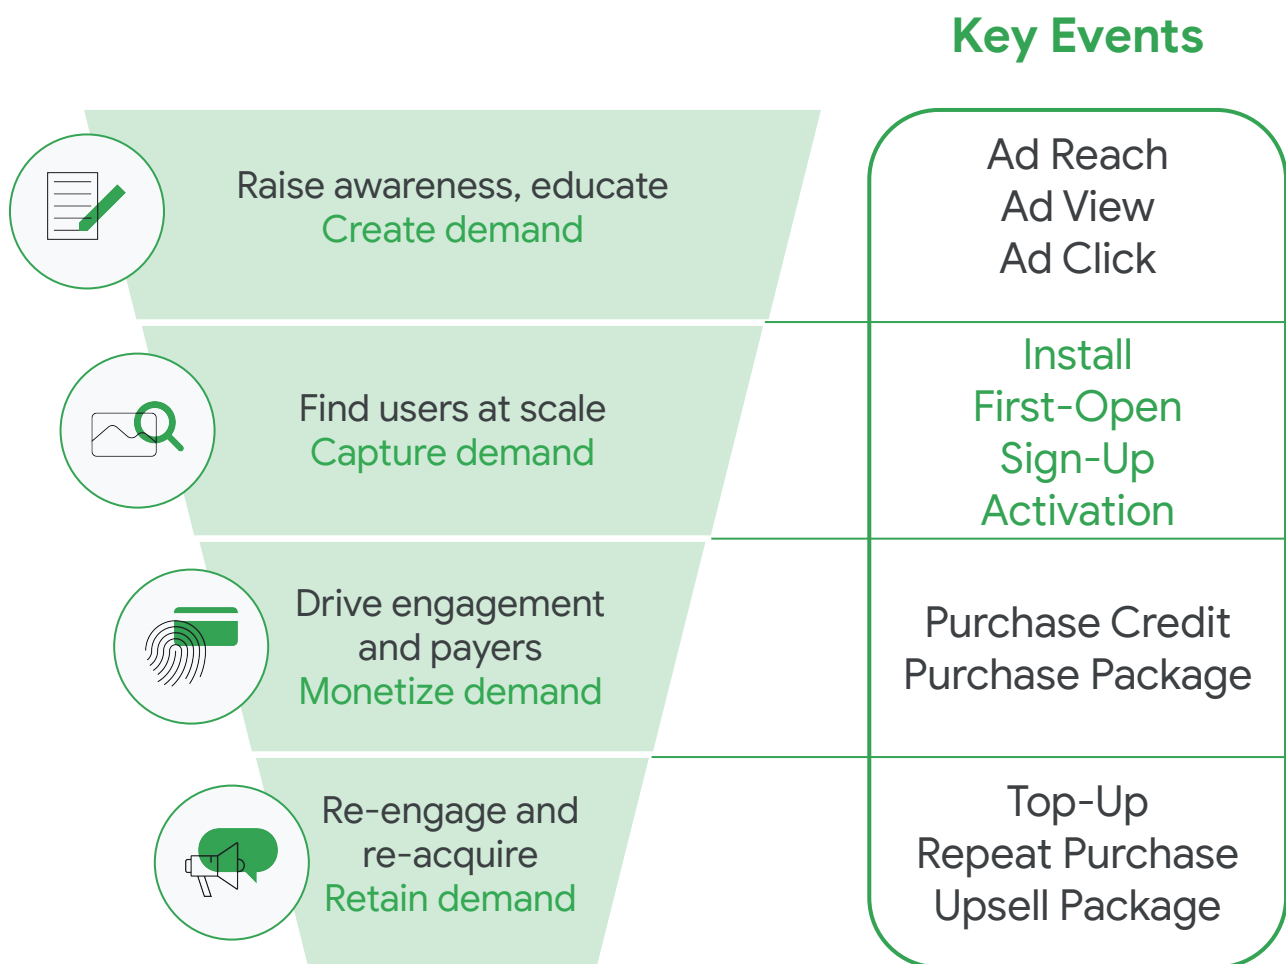 Key Events
Raise awareness, educate
Create demand
Ad Reach
Ad View
Ad Click
Find users at scale
Capture demand
Install
First-Open
Sign-Up
Activation
Drive engagement
and payers
Monetize demand
Purchase Credit
Purchase Package
Re-engage and
re-acquire
Retain demand
Top-Up
Repeat Purchase
Upsell Package